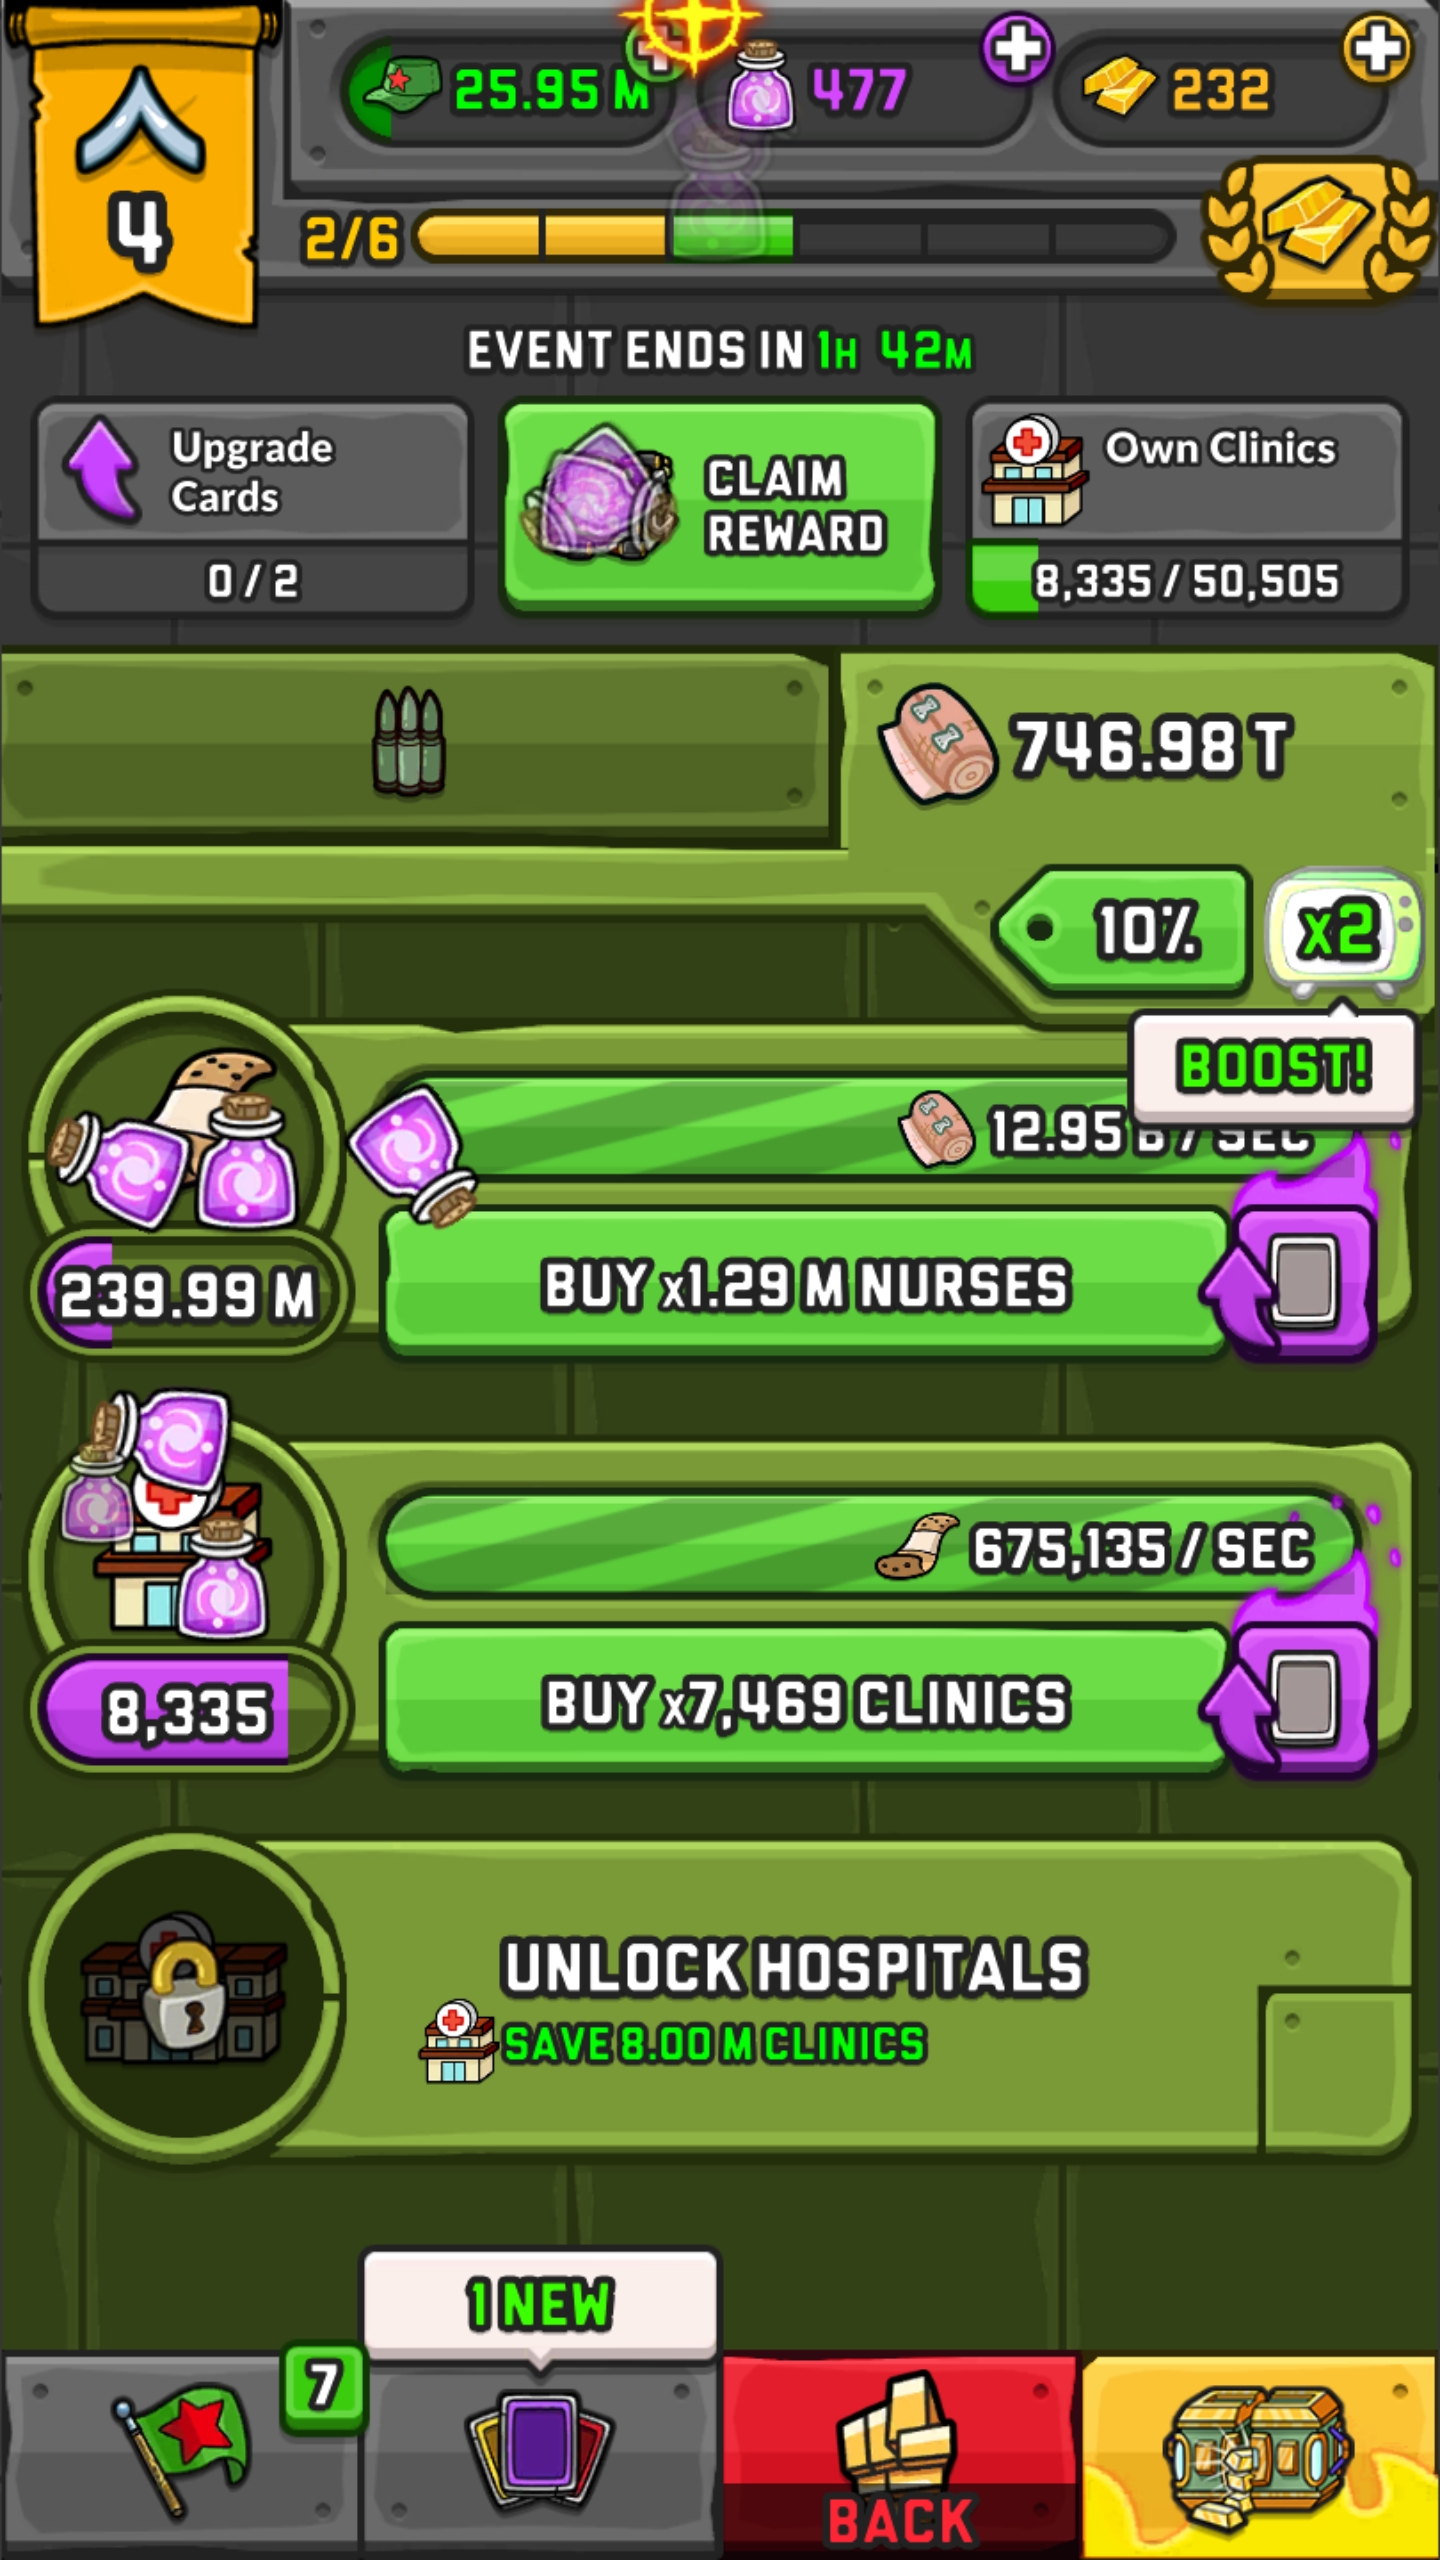 25.95 M
477
232
4
2/6
EVENT ENDS IN 1H 42M
Upgrade
Cards
0 / 2
CLAIM
REWARD
Own Clinics
8,335 / 50,505
746.98 T
10%
x2
BOOST!
12.95 B / SEC
239.99 M
BUY x1.29 M NURSES
675,135 / SEC
8,335
BUY x7,469 CLINICS
UNLOCK HOSPITALS
SAVE 8.00 M CLINICS
1 NEW
7
BACK